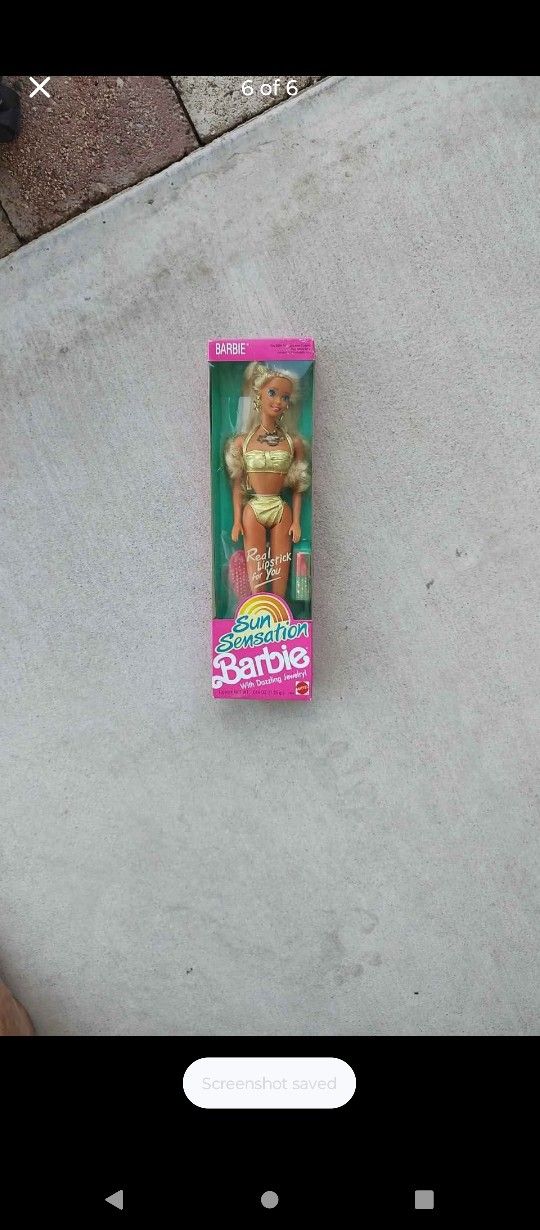 6 of 6
BARBIE
Real
Lipstick
for You
Sun
Sensation
Barbie
With Dazzling Jewelry!
Screenshot saved